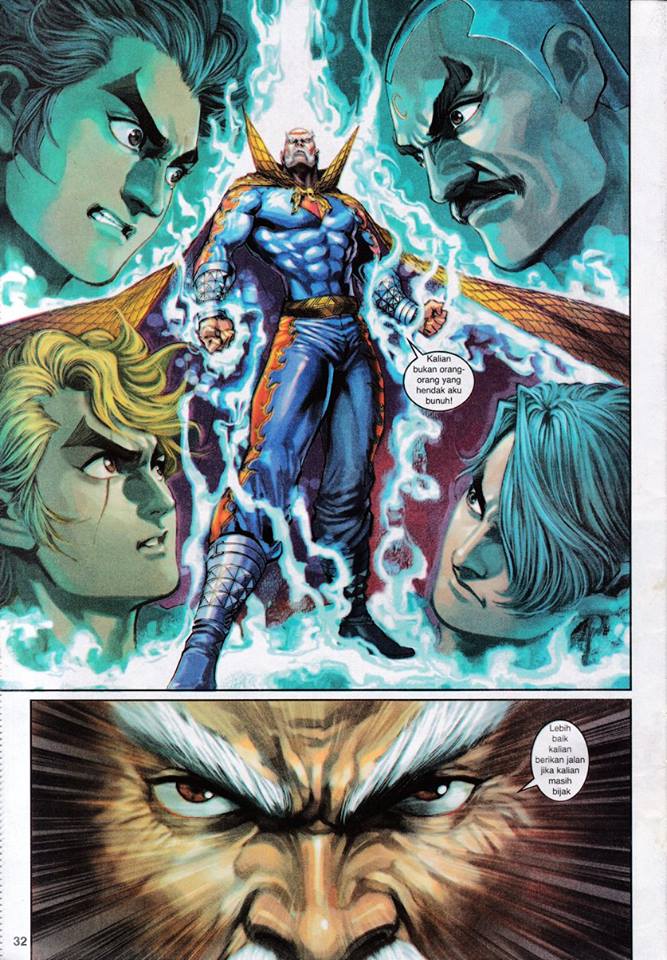 Kalian
bukan orang-
orang yang
hendak aku
bunuh!
Lebih
baik
kalian
berikan jalan
jika kalian
masih
bijak
32